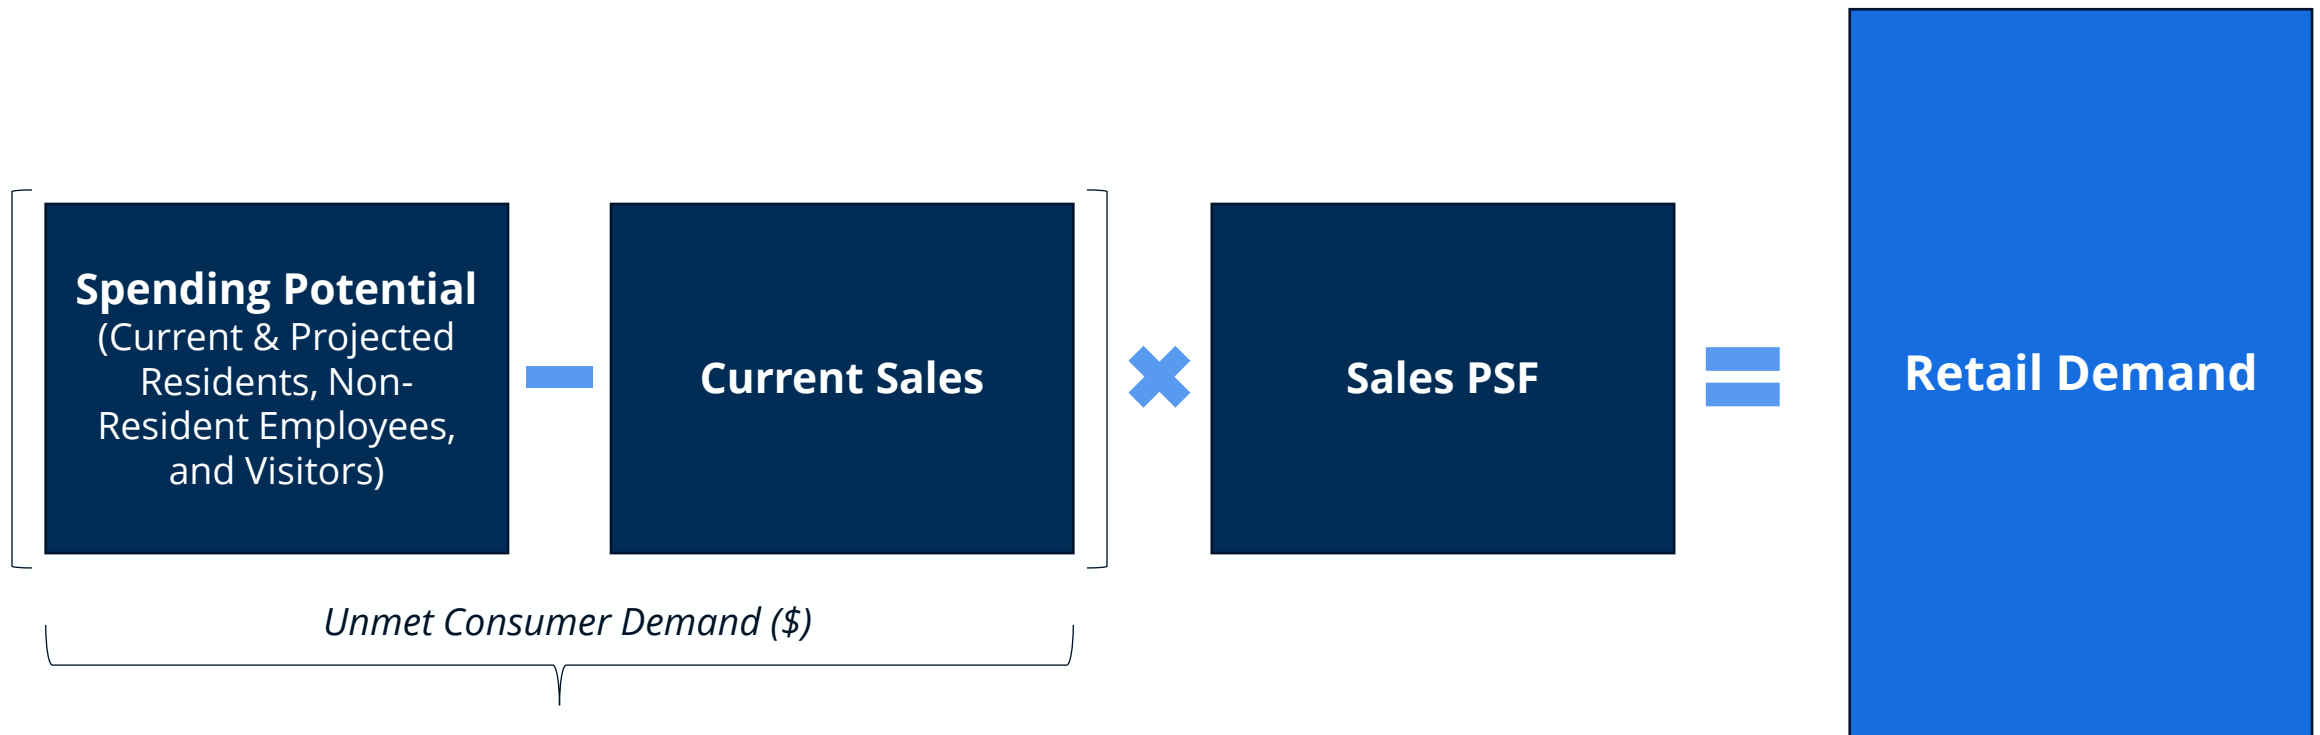 Spending Potential
(Current & Projected
Residents, Non-
Resident Employees,
and Visitors)
Current Sales
Sales PSF
Retail Demand
Unmet Consumer Demand ($)